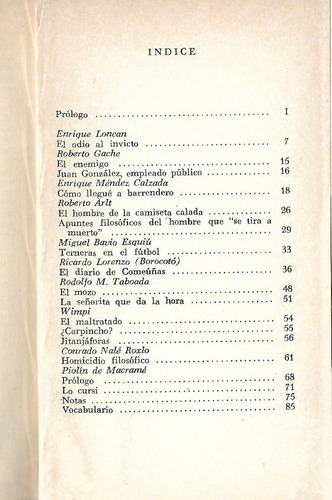 INDICE
Prólogo ..................... I
Enrique Loncan
El odio al invicto ..................... 7
Roberto Gache
El enemigo ..................... 15
Juan González, empleado público ..................... 16
Enrique Méndez Calzada
Cómo llegué a barrendero ..................... 18
Roberto Arlt
El hombre de la camiseta calada ..................... 26
Apuntes filosóficos del hombre que "se tira a
muerto" ..................... 29
Miguel Bavio Esquiú
Terneras en el fútbol ..................... 33
Ricardo Lorenzo (Borocotó)
El diario de Comeúñas ..................... 36
Rodolfo M. Taboada
El mozo ..................... 48
La señorita que da la hora ..................... 51
Wimpi
El maltratado ..................... 54
¿Carpincho? ..................... 55
Jitanjáforas ..................... 56
Conrado Nalé Roxlo
Homicidio filosófico ..................... 61
Piolín de Macramé
Prólogo ..................... 68
Lo cursi ..................... 71
Notas ..................... 75
Vocabulario ..................... 85